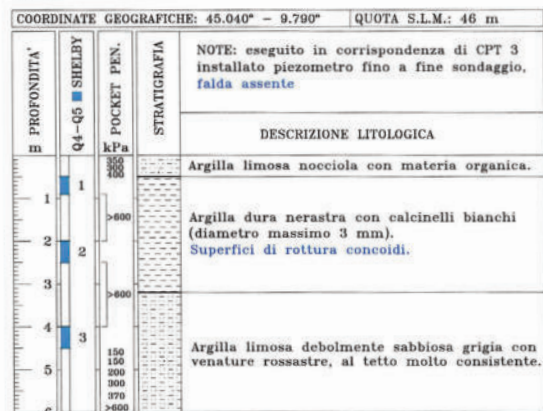 COORDINATE GEOGRAFICHE: 45.040° - 9.790° QUOTA S.L.M.: 46 m
PROFONDITA' m
Q4-Q5 SHELBY
POCKET PEN. kPa
STRATIGRAFIA
NOTE: eseguito in corrispondenza di CPT 3
installato piezometro fino a fine sondaggio,
falda assente
DESCRIZIONE LITOLOGICA
350
300
400
Argilla limosa nocciola con materia organica.
1
1
>600
Argilla dura nerastra con calcinelli bianchi
(diametro massimo 3 mm).
Superfici di rottura concoidi.
2
2
3
>600
4
3
Argilla limosa debolmente sabbiosa grigia con
venature rossastre, al tetto molto consistente.
150
150
200
300
370
>600
5